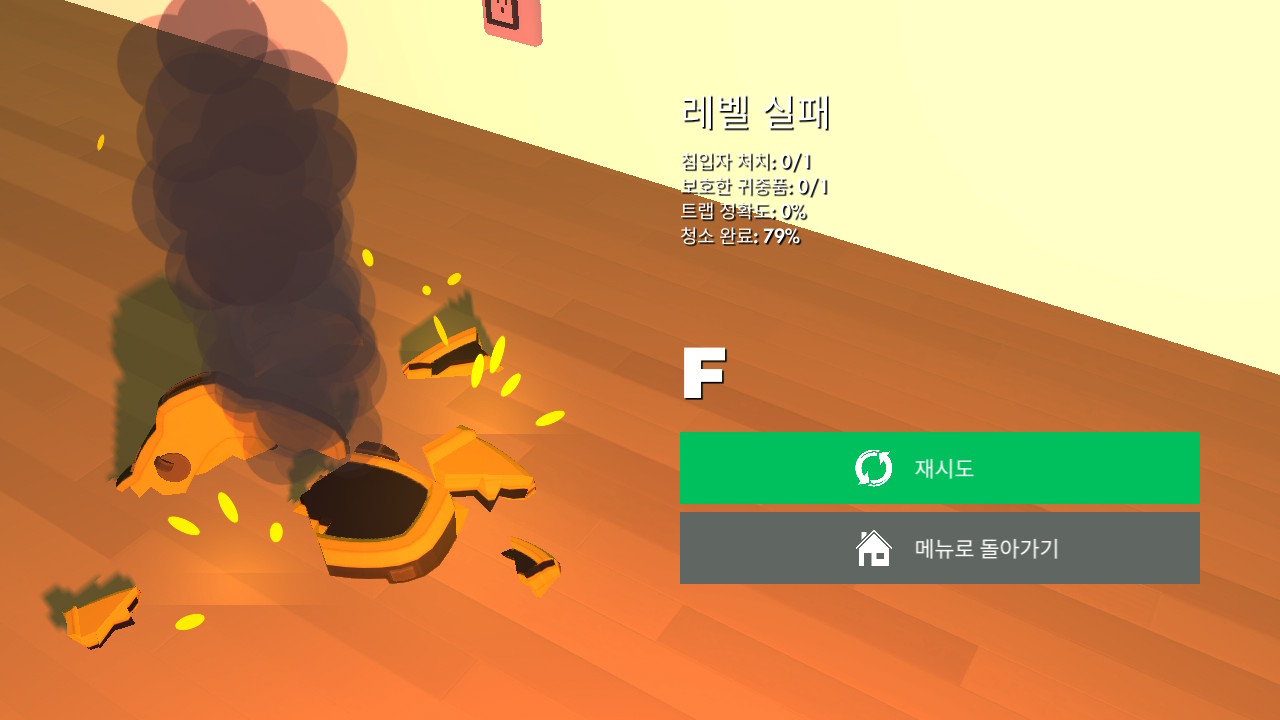 레벨 실패
침입자 처치: 0/1
보호한 귀중품: 0/1
트랩 정확도: 0%
청소 완료: 79%
F
재시도
메뉴로 돌아가기